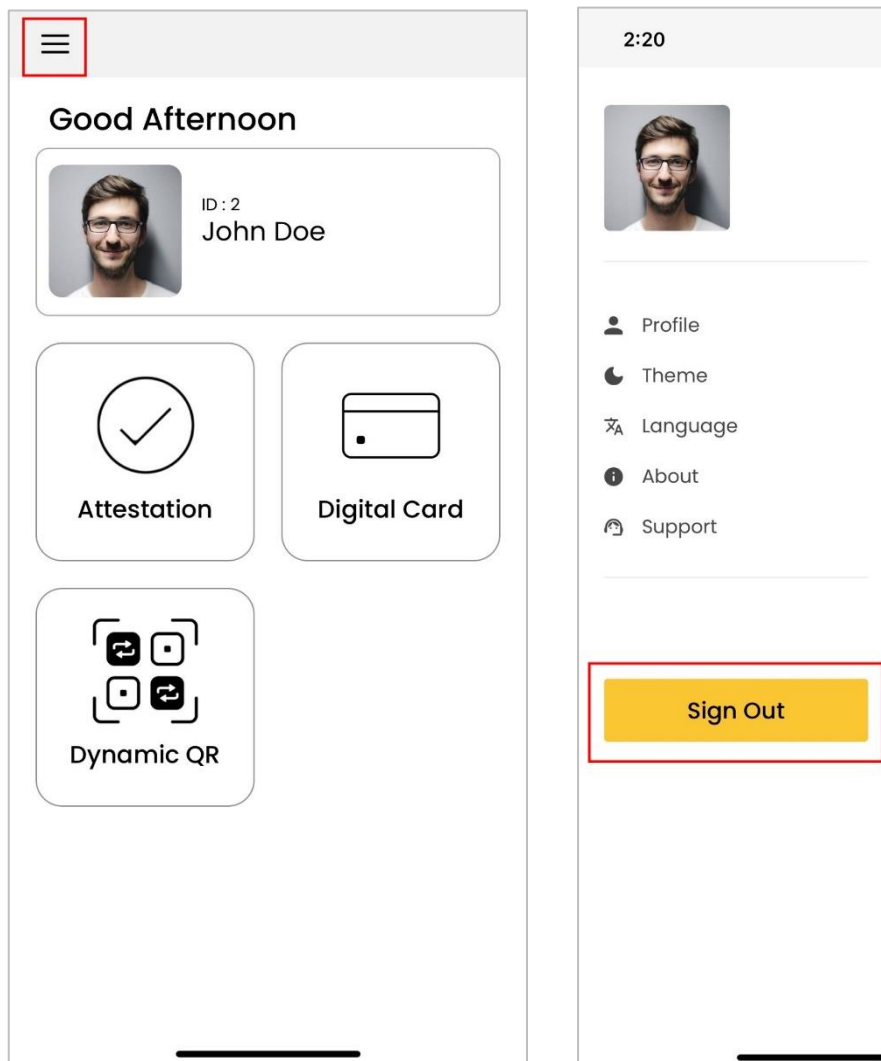 Good Afternoon
ID : 2
John Doe
Attestation
Digital Card
Dynamic QR
2:20
Profile
Theme
Language
About
Support
Sign Out